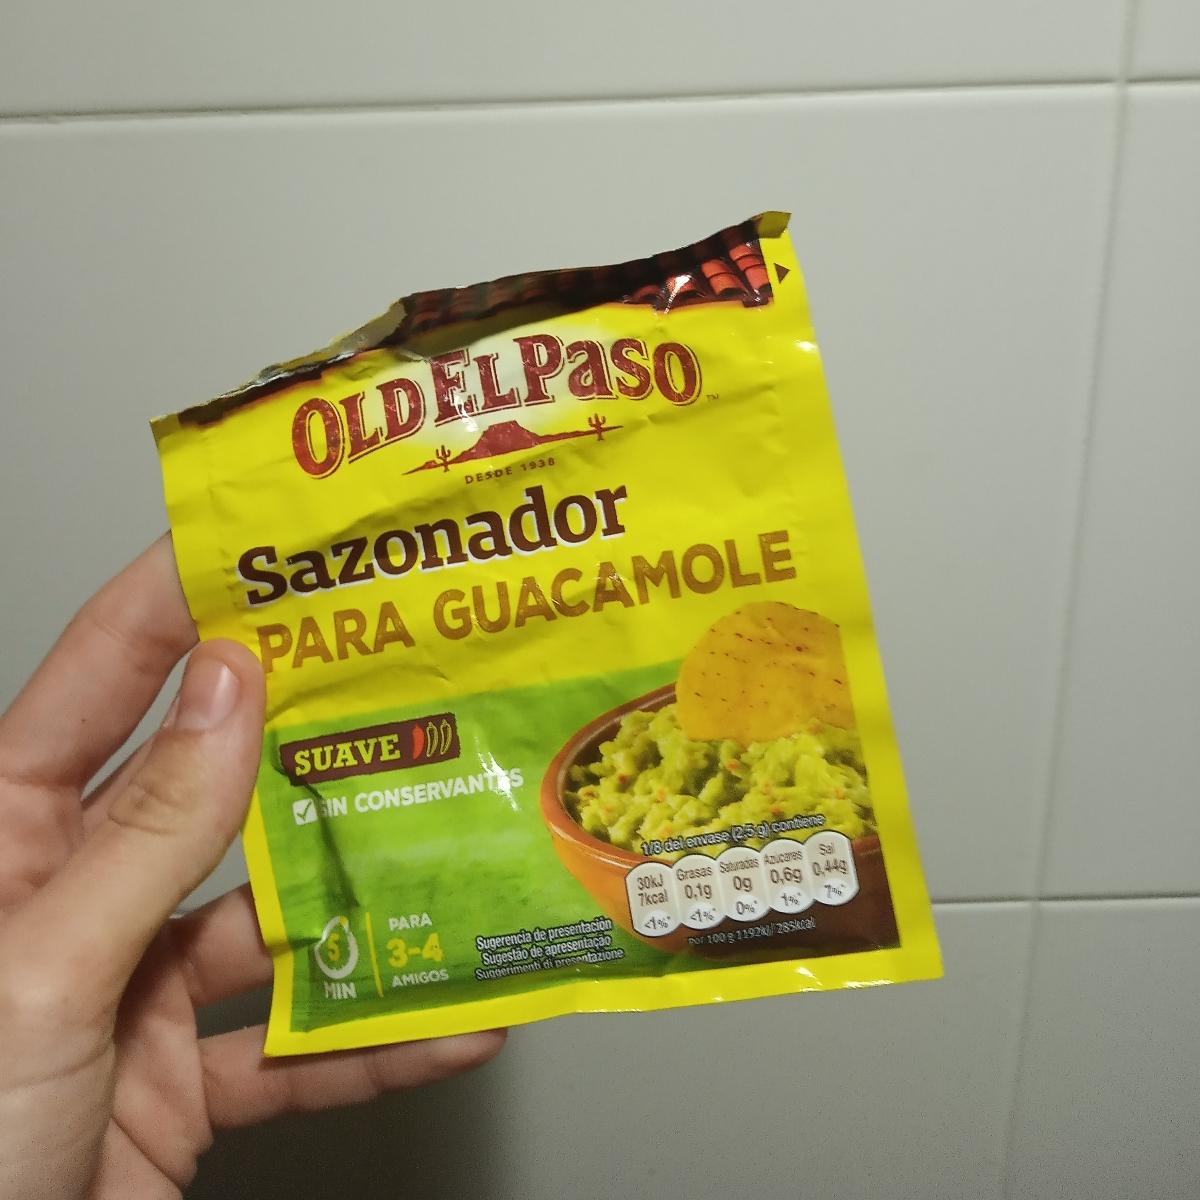 OLD EL PASO™
DESDE 1938
Sazonador
PARA GUACAMOLE
SUAVE
SIN CONSERVANTES
5
MIN
PARA
3-4
AMIGOS
Sugerencia de presentación
Sugestão de apresentação
Suggerimenti di presentazione
1/8 del envase (2,5 g) contiene
30kJ
7kcal
<1%*
Grasas
0,1g
<1%*
Saturadas
0g
0%*
Azúcares
0,6g
1%*
Sal
0,44g
7%*
Por 100 g 1192kJ/ 285kcal